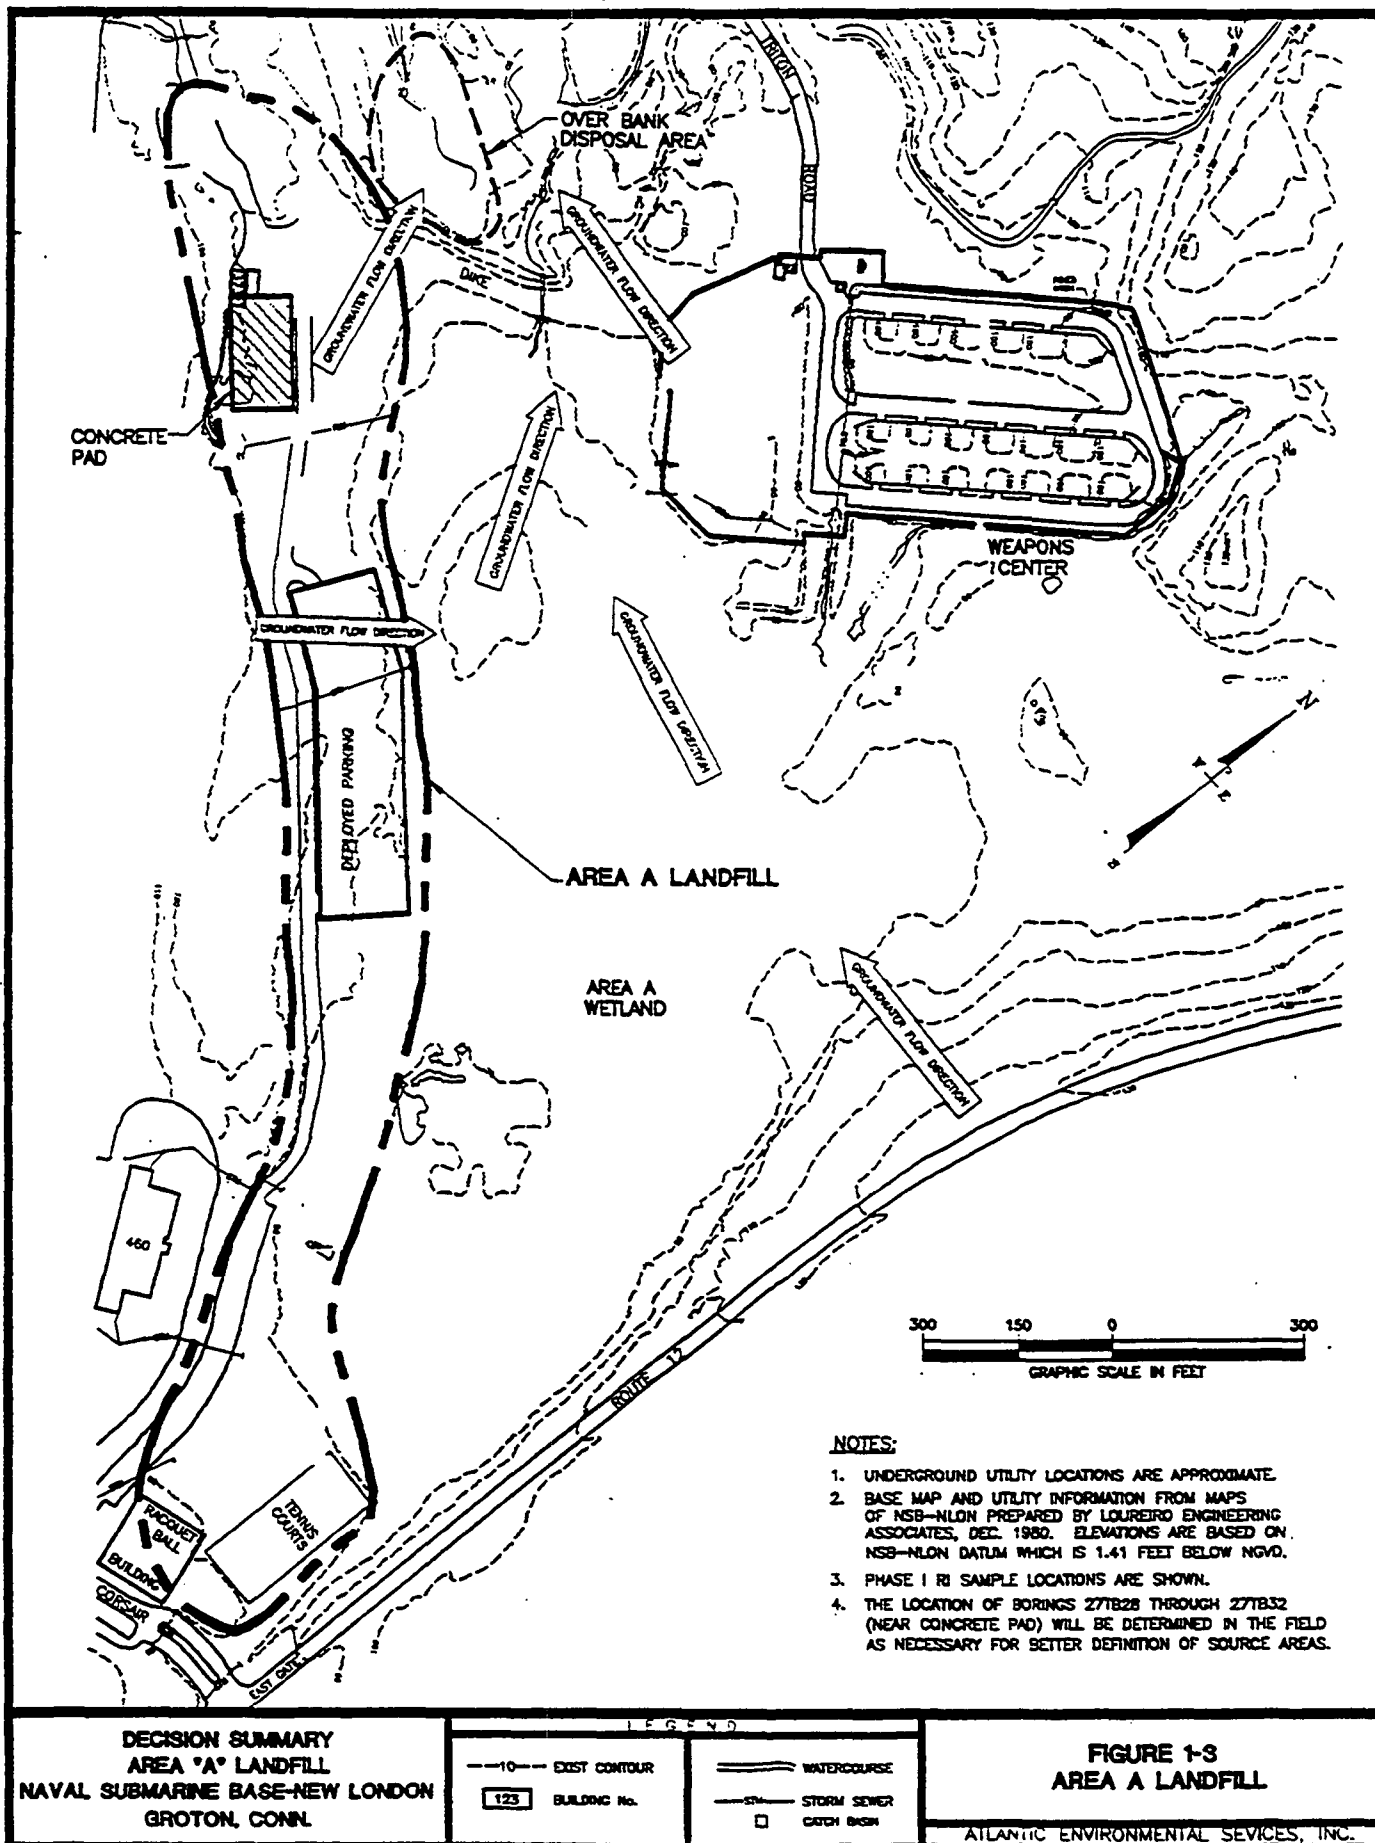 TRITON
ROAD
OVER BANK
DISPOSAL AREA
GROUNDWATER FLOW DIRECTION
GROUNDWATER FLOW DIRECTION
DIKE
CONCRETE
PAD
GROUNDWATER FLOW DIRECTION
WEAPONS
CENTER
GROUNDWATER FLOW DIRECTION
GROUNDWATER FLOW DIRECTION
N
E
DEPLOYED PARKING
AREA A LANDFILL
AREA A
WETLAND
GROUNDWATER FLOW DIRECTION
460
ROUTE 12
300 150 0 300
GRAPHIC SCALE IN FEET
TENNIS
COURTS
RACQUET
BALL
BUILDING
CORSAIR
EAST GATE
NOTES:
1. UNDERGROUND UTILITY LOCATIONS ARE APPROXIMATE.
2. BASE MAP AND UTILITY INFORMATION FROM MAPS
OF NSB-NLON PREPARED BY LOUREIRO ENGINEERING
ASSOCIATES, DEC. 1980. ELEVATIONS ARE BASED ON
NSB-NLON DATUM WHICH IS 1.41 FEET BELOW NGVD.
3. PHASE I RI SAMPLE LOCATIONS ARE SHOWN.
4. THE LOCATION OF BORINGS 27TB28 THROUGH 27TB32
(NEAR CONCRETE PAD) WILL BE DETERMINED IN THE FIELD
AS NECESSARY FOR BETTER DEFINITION OF SOURCE AREAS.
DECISION SUMMARY
AREA "A" LANDFILL
NAVAL SUBMARINE BASE-NEW LONDON
GROTON, CONN.
LEGEND
10 EXIST CONTOUR
123 BUILDING No.
WATERCOURSE
STM STORM SEWER
CATCH BASIN
FIGURE 1-3
AREA A LANDFILL
ATLANTIC ENVIRONMENTAL SEVICES, INC.